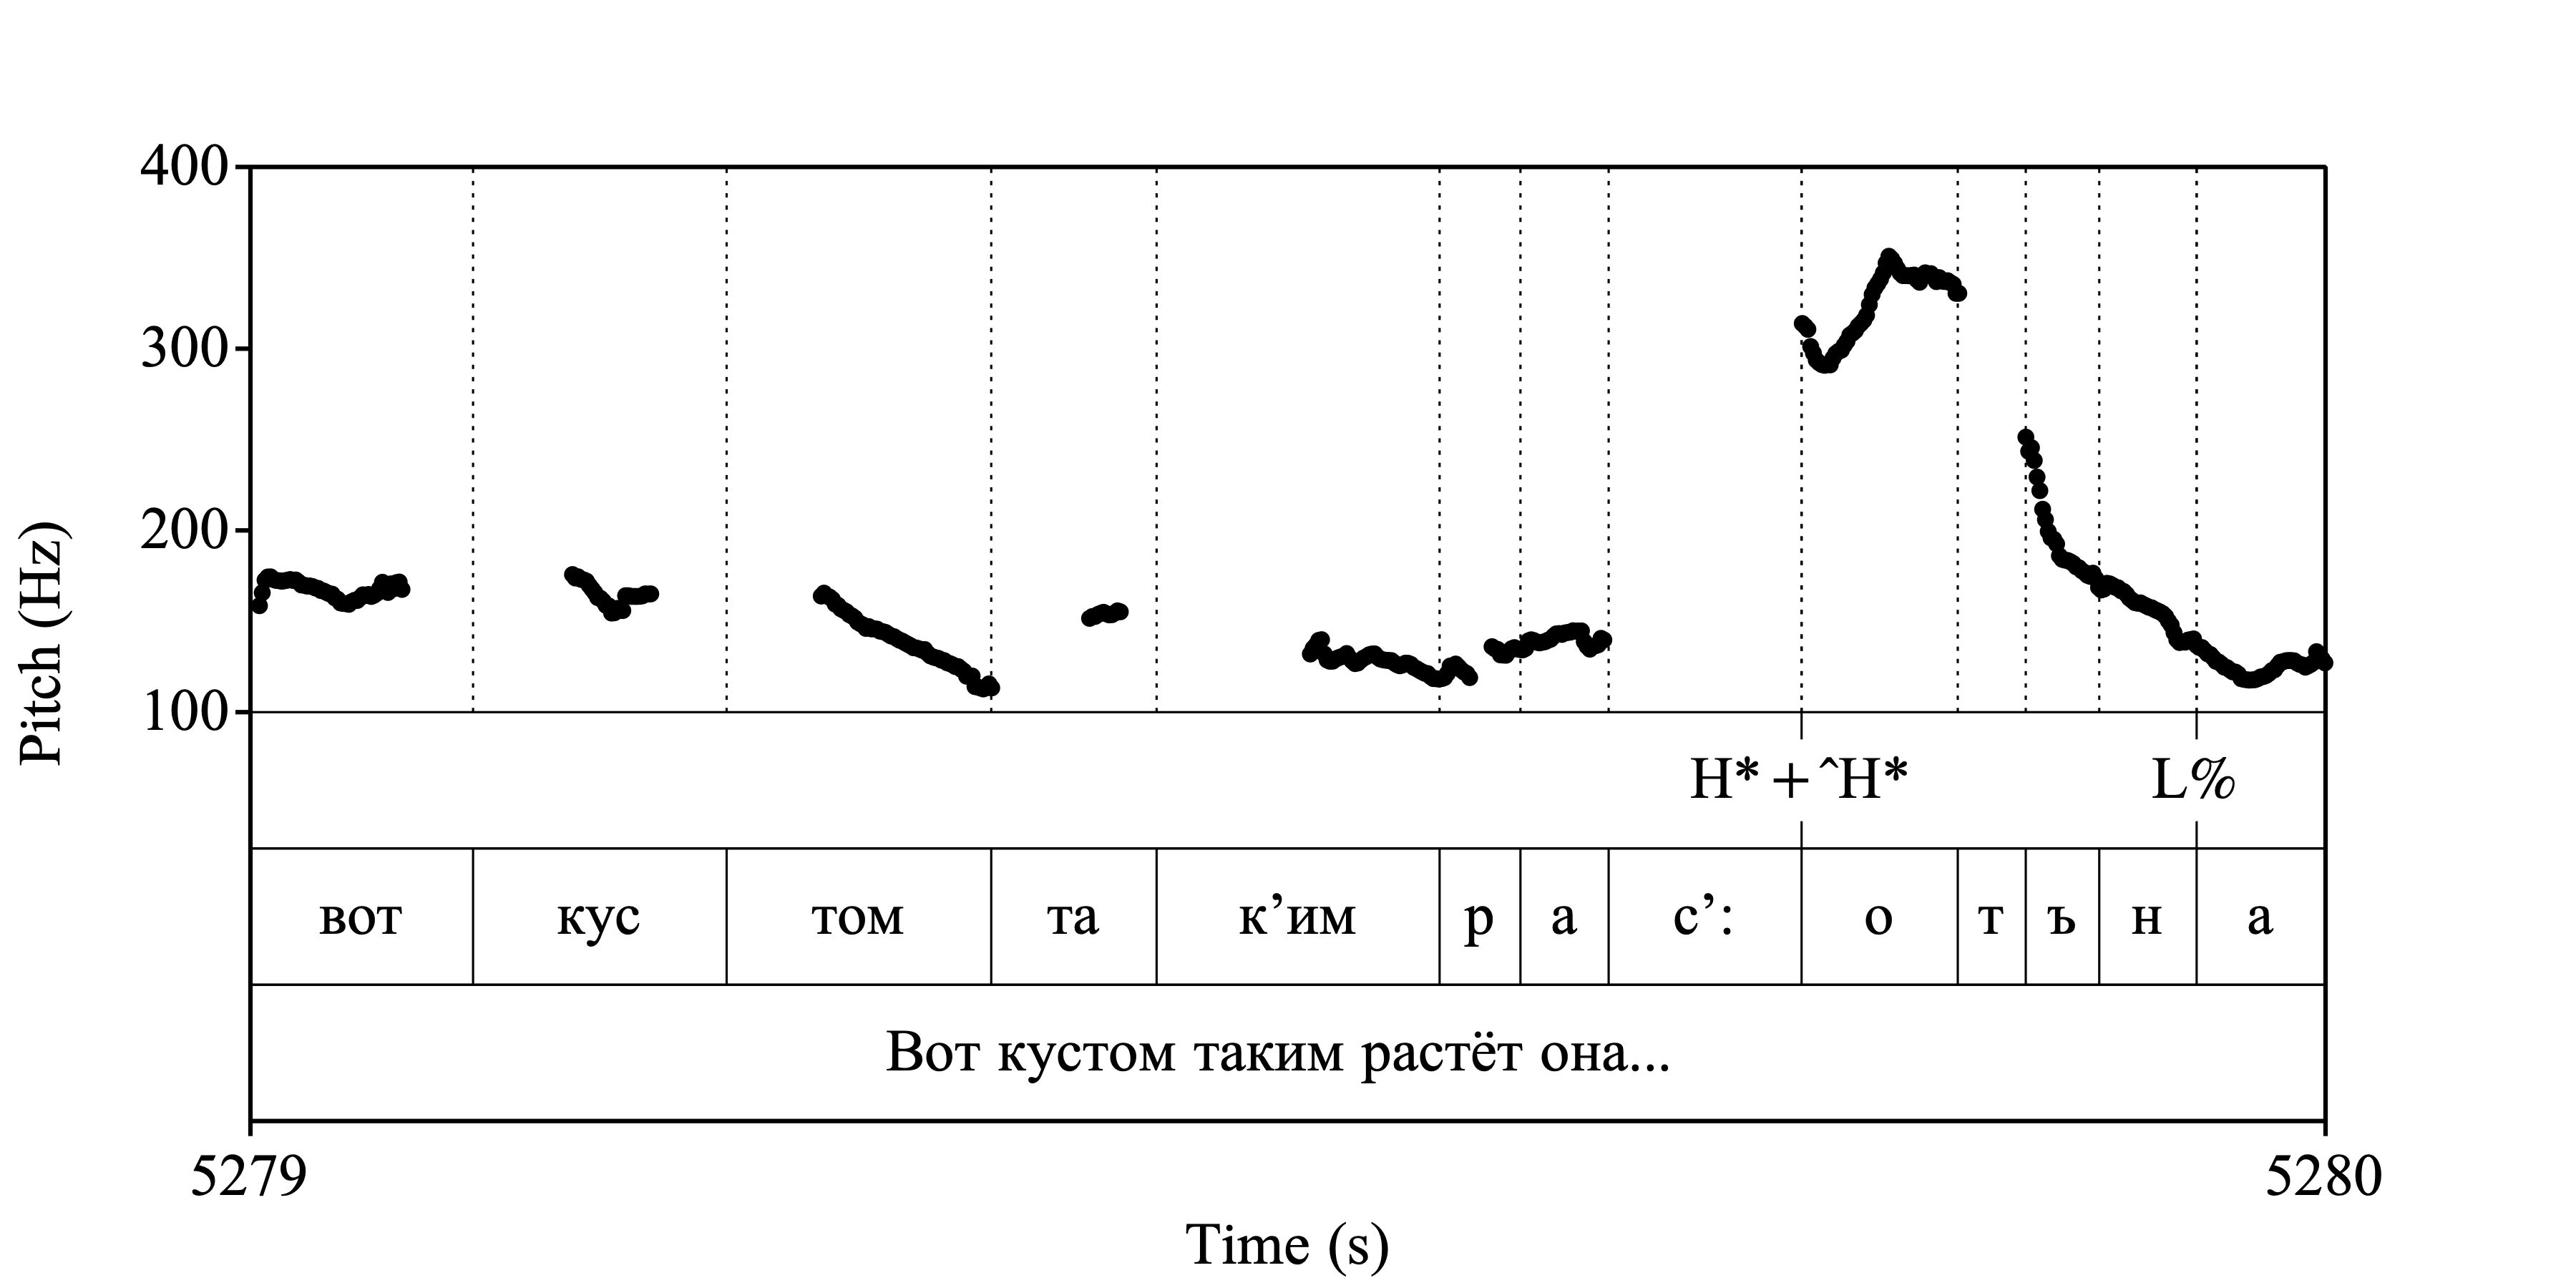 400
300
200
100
Pitch (Hz)
H* + ˆH* L%
вот кус том та к’им р а с’: о т ъ н а
Вот кустом таким растёт она...
5279 5280
Time (s)